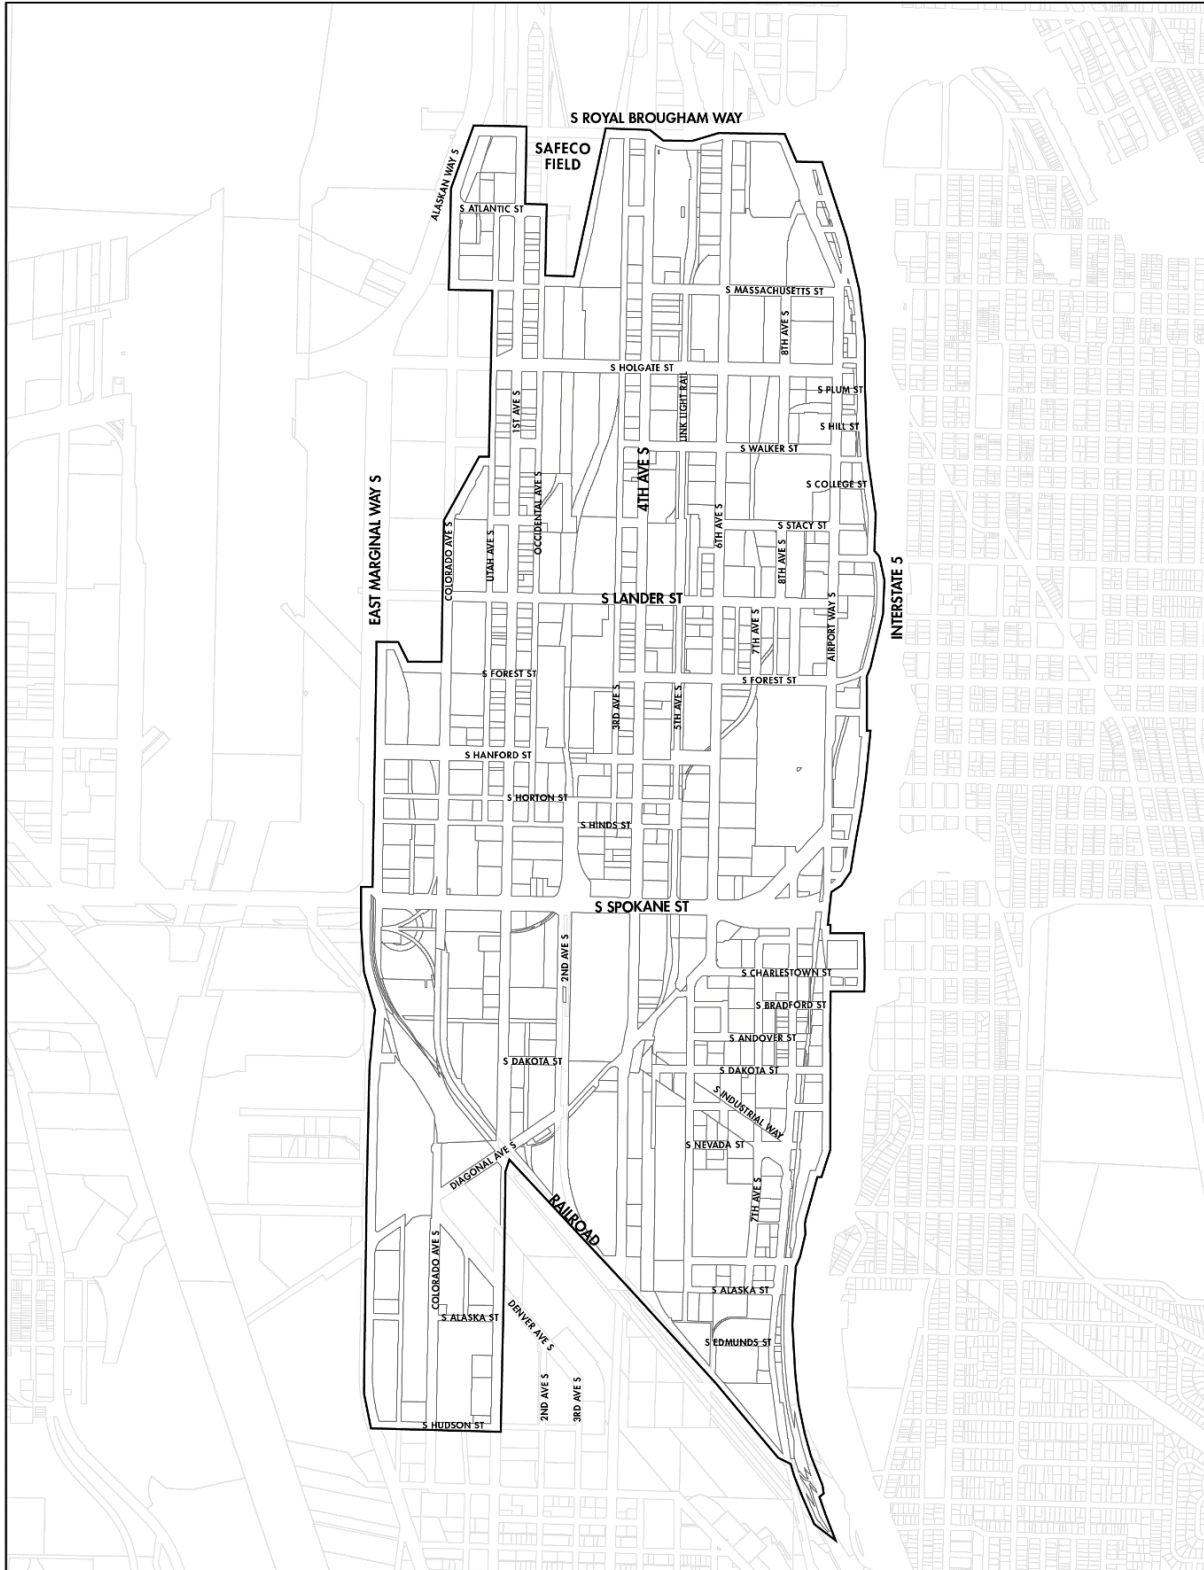 S ROYAL BROUGHAM WAY
SAFECO
FIELD
ALASKAN WAY S
S ATLANTIC ST
S MASSACHUSETTS ST
8TH AVE S
S HOLGATE ST
LINK LIGHT RAIL
S PLUM ST
1ST AVE S
S HILL ST
S WALKER ST
4TH AVE S
S COLLEGE ST
OCCIDENTAL AVE S
EAST MARGINAL WAY S
6TH AVE S
S STACY ST
COLORADO AVE S
UTAH AVE S
8TH AVE S
S LANDER ST
INTERSTATE 5
AIRPORT WAY S
7TH AVE S
S FOREST ST
S FOREST ST
3RD AVE S
5TH AVE S
S HANFORD ST
S HORTON ST
S HINDS ST
S SPOKANE ST
2ND AVE S
S CHARLESTOWN ST
S BRADFORD ST
S ANDOVER ST
S DAKOTA ST
S DAKOTA ST
S INDUSTRIAL WAY
S NEVADA ST
DIAGONAL AVE S
7TH AVE S
RAILROAD
COLORADO AVE S
S ALASKA ST
S ALASKA ST
DENVER AVE S
S EDMUNDS ST
2ND AVE S
3RD AVE S
S HUDSON ST